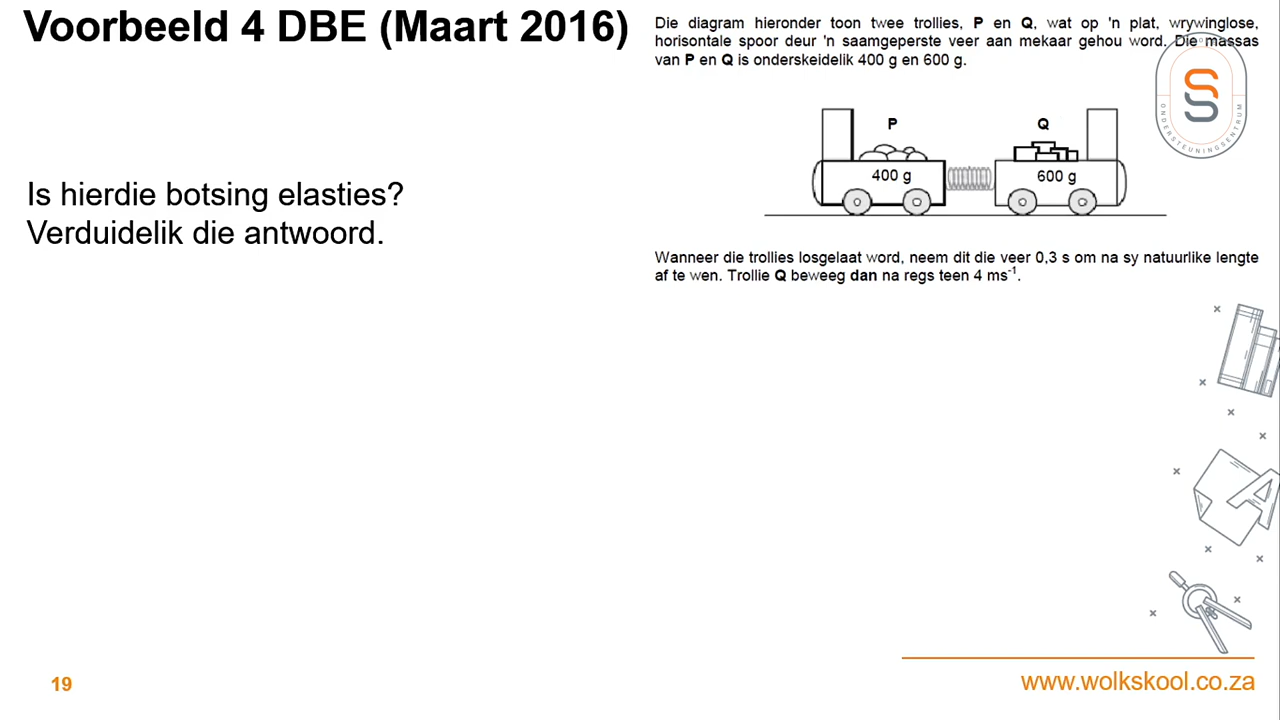 Voorbeeld 4 DBE (Maart 2016)
Die diagram hieronder toon twee trollies, P en Q, wat op 'n plat, wrywinglose,
horisontale spoor deur 'n saamgeperste veer aan mekaar gehou word. Die massas
van P en Q is onderskeidelik 400 g en 600 g.
ONDERSTEUNINGSENTRUM
P
Q
400 g
600 g
Is hierdie botsing elasties?
Verduidelik die antwoord.
Wanneer die trollies losgelaat word, neem dit die veer 0,3 s om na sy natuurlike lengte
af te wen. Trollie Q beweeg dan na regs teen 4 ms⁻¹.
A
19
www.wolkskool.co.za